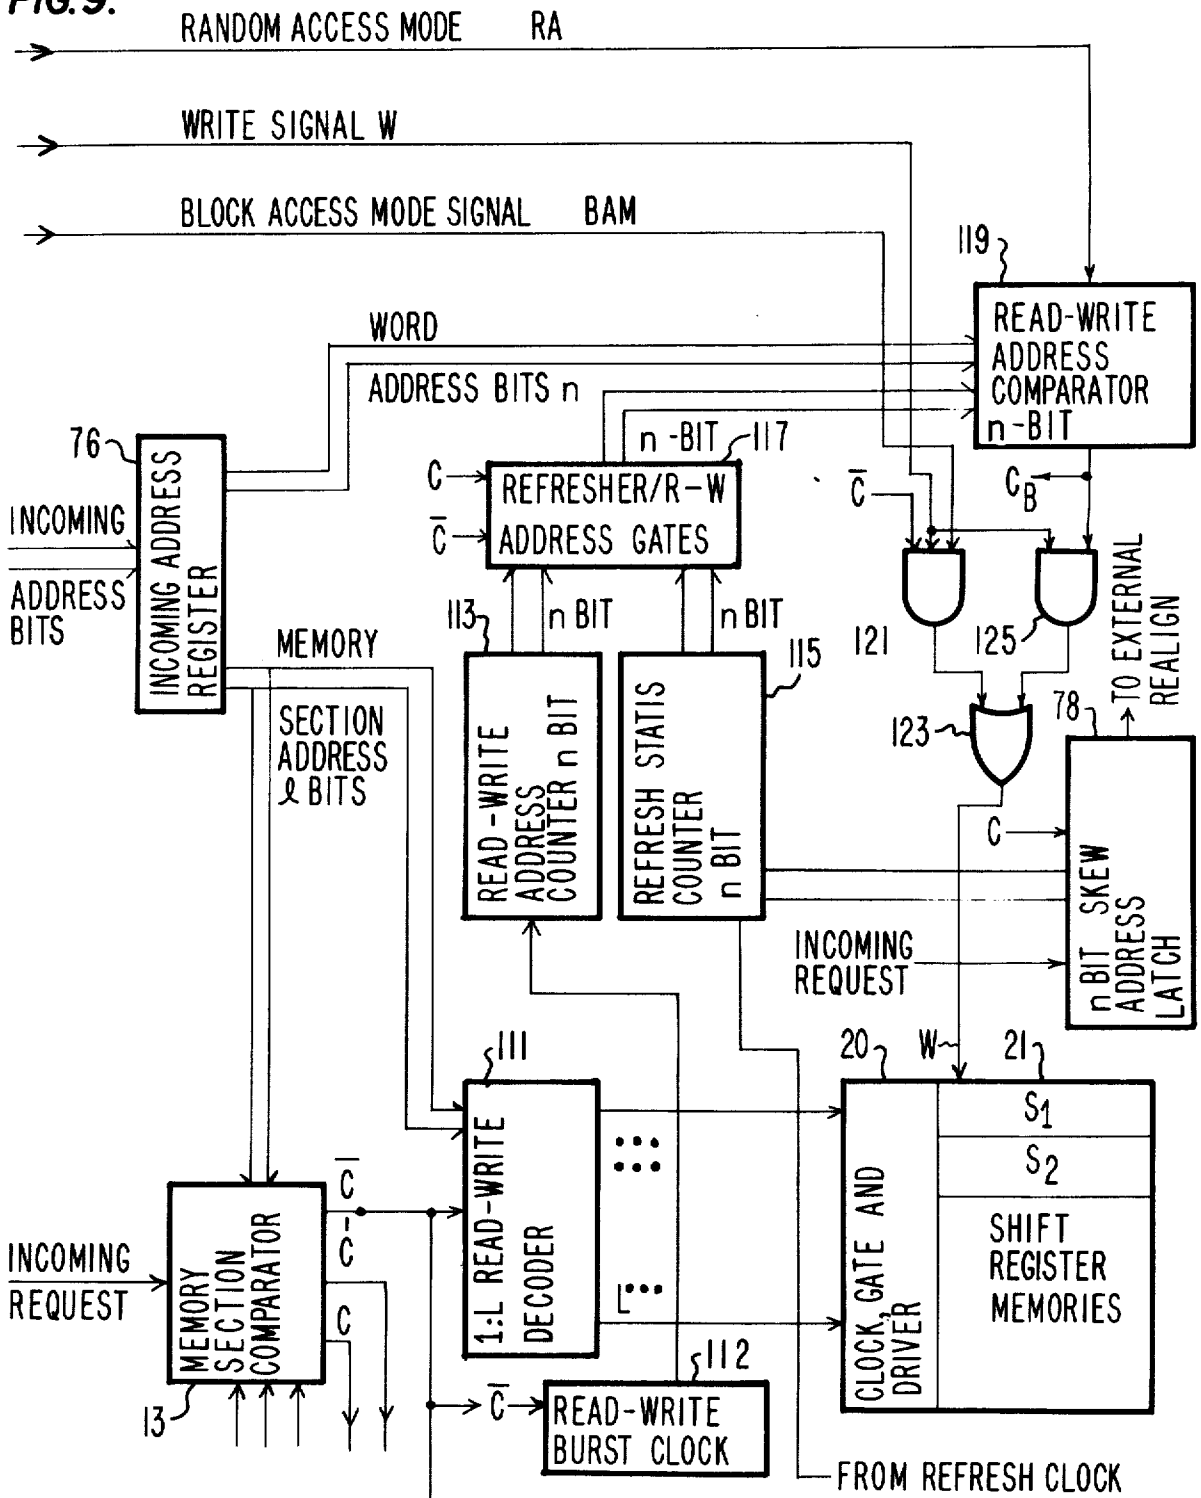 FIG. 9.
RANDOM ACCESS MODE RA
WRITE SIGNAL W
BLOCK ACCESS MODE SIGNAL BAM
119
READ-WRITE
ADDRESS
COMPARATOR
n-BIT
WORD
ADDRESS BITS n
76
INCOMING ADDRESS
REGISTER
INCOMING
ADDRESS
BITS
n-BIT
117
C
C̅
REFRESHER/R-W
ADDRESS GATES
C̅
C_B
121
125
123
TO EXTERNAL
REALIGN
MEMORY
SECTION
ADDRESS
ℓ BITS
113
n BIT
n BIT
115
READ-WRITE
ADDRESS
COUNTER n BIT
REFRESH STATIS
COUNTER
n BIT
78
C
n BIT SKEW
ADDRESS
LATCH
INCOMING
REQUEST
111
1:L READ-WRITE
DECODER
L
20
W
21
CLOCK, GATE AND
DRIVER
S1
S2
SHIFT
REGISTER
MEMORIES
INCOMING
REQUEST
MEMORY
SECTION
COMPARATOR
13
C̅
C̅
C
112
C̅
READ-WRITE
BURST CLOCK
FROM REFRESH CLOCK